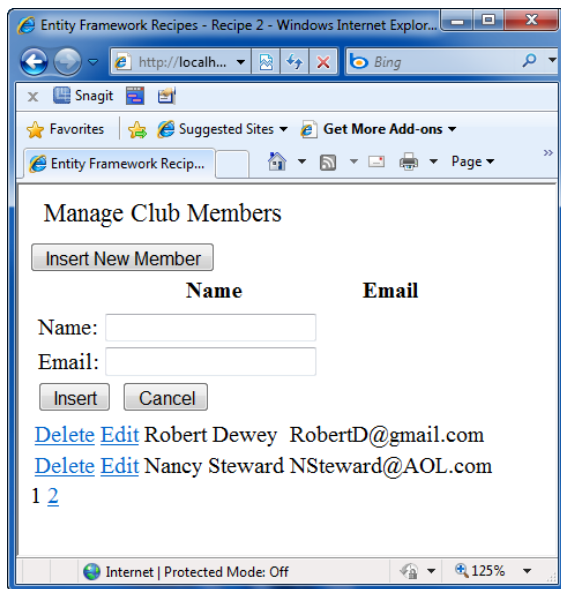 Entity Framework Recipes - Recipe 2 - Windows Internet Explor...
http://localh...
Bing
x Snagit
Favorites Suggested Sites Get More Add-ons
Entity Framework Recip... Page »
Manage Club Members
Insert New Member
Name Email
Name:
Email:
Insert Cancel
Delete Edit Robert Dewey RobertD@gmail.com
Delete Edit Nancy Steward NSteward@AOL.com
1 2
Internet | Protected Mode: Off 125%